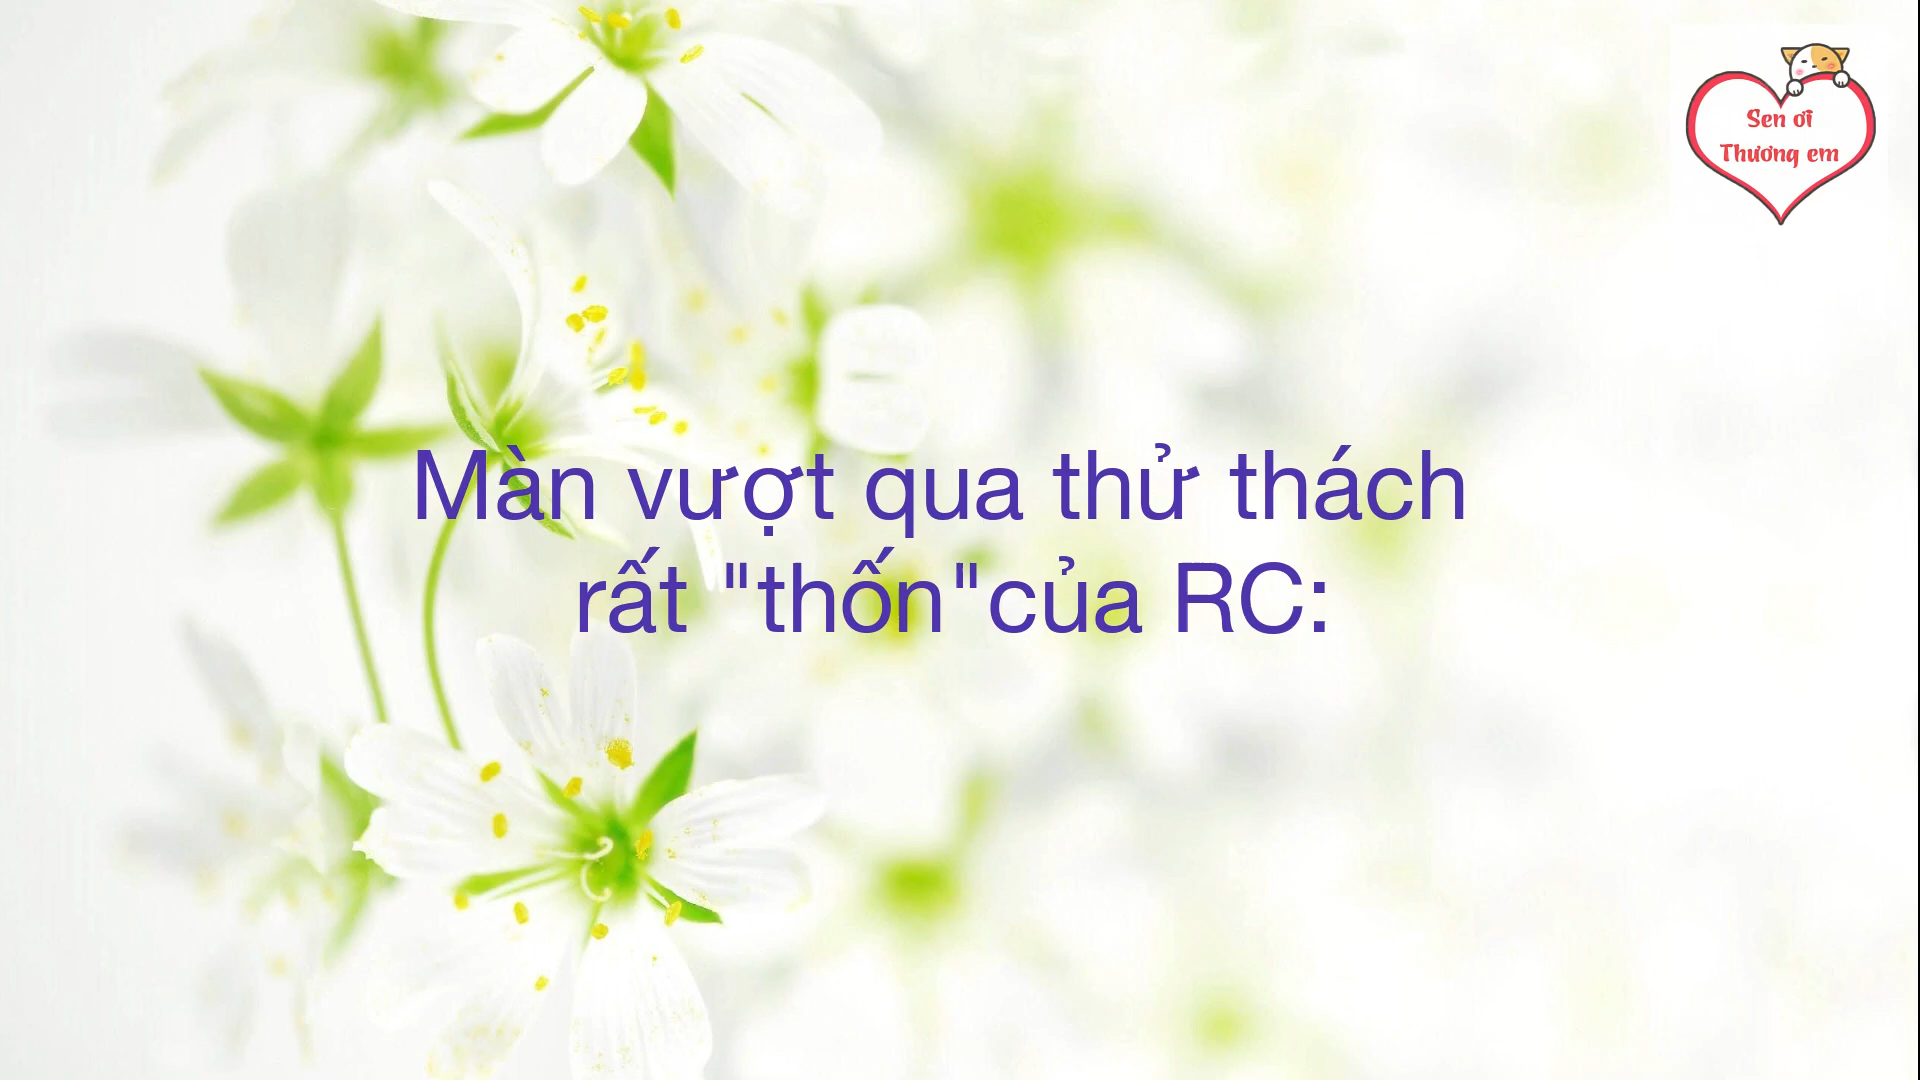 Sen ơi
Thương em
Màn vượt qua thử thách
rất "thốn"của RC: